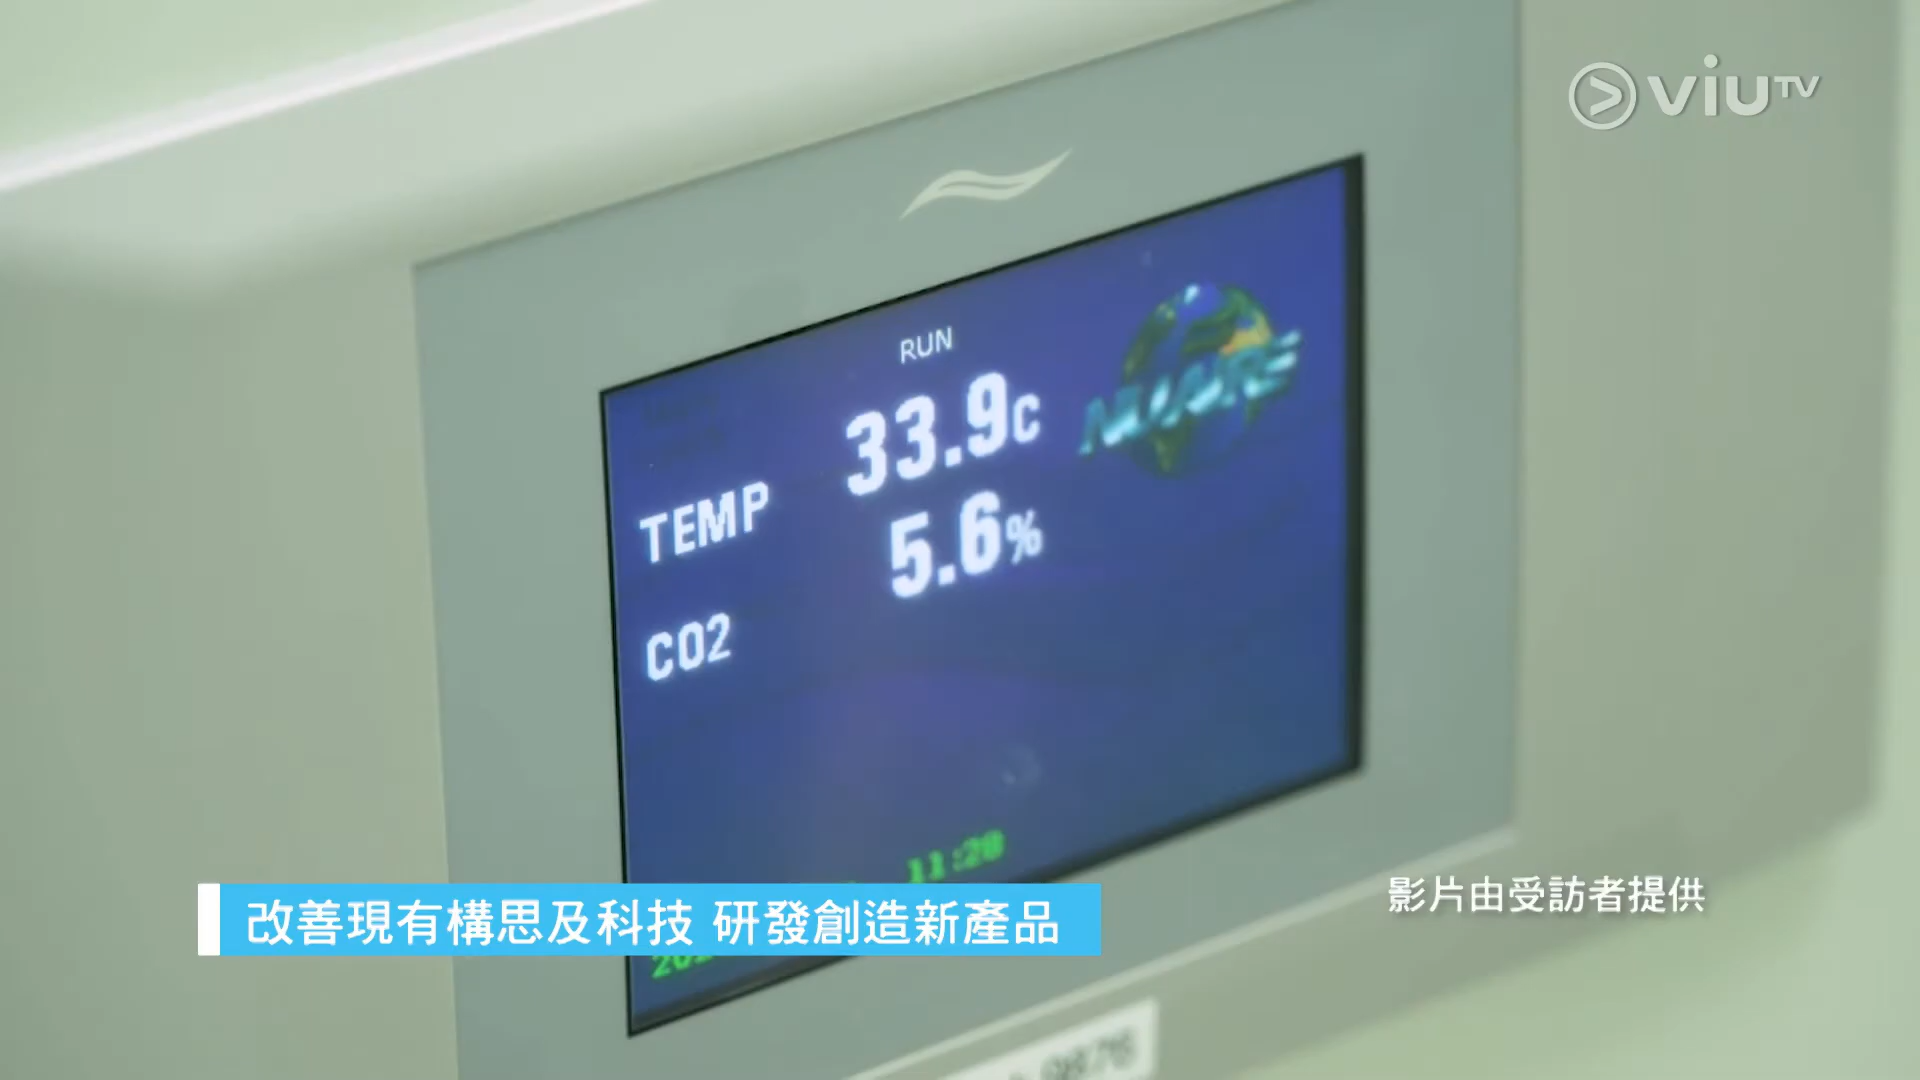 viuTV
RUN
33.9C
NUAIRE
TEMP
5.6%
CO2
11:20
影片由受訪者提供
改善現有構思及科技 研發創造新產品